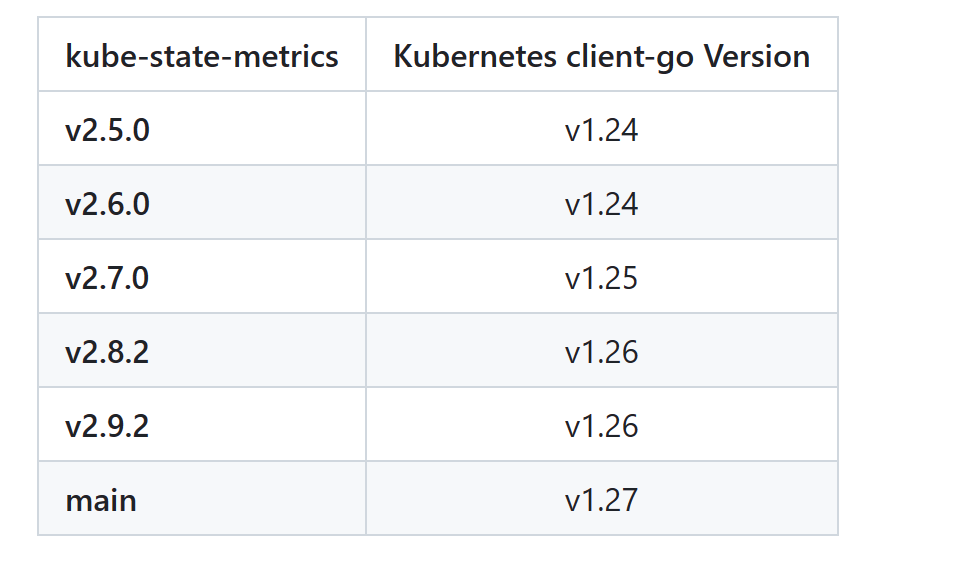 kube-state-metrics Kubernetes client-go Version
v2.5.0 v1.24
v2.6.0 v1.24
v2.7.0 v1.25
v2.8.2 v1.26
v2.9.2 v1.26
main v1.27